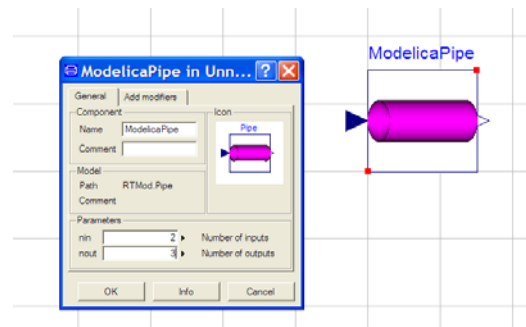 ModelicaPipe
ModelicaPipe in Unn...
General
Add modifiers
Component
Name ModelicaPipe
Comment
Icon
Pipe
Model
Path RTMod.Pipe
Comment
Parameters
nin 2 Number of inputs
nout 3 Number of outputs
OK Info Cancel